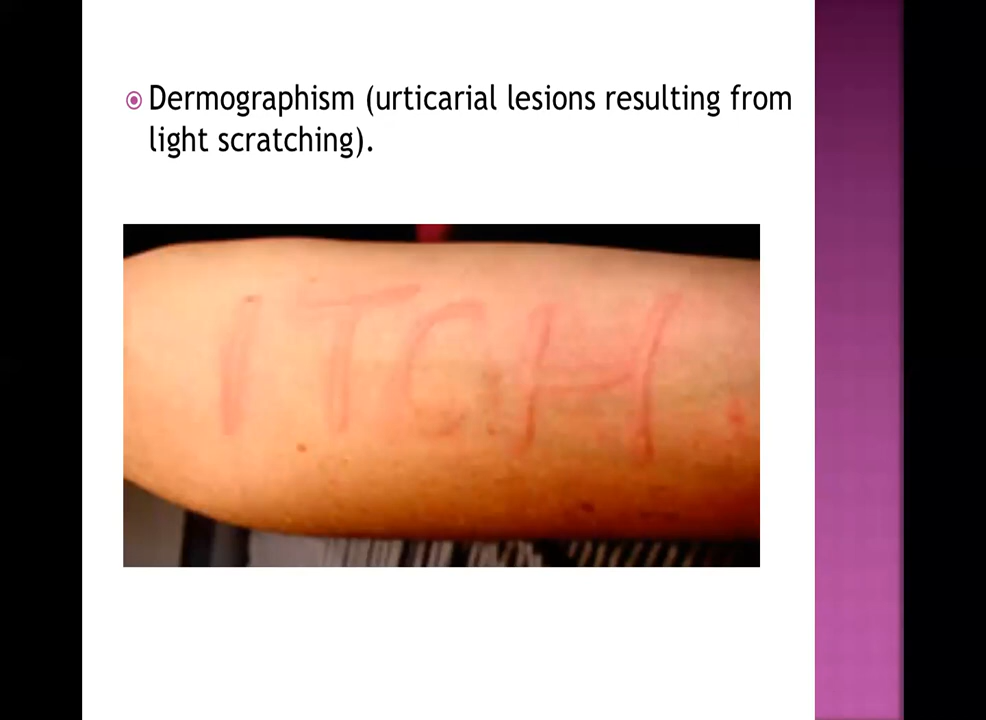 Dermographism (urticarial lesions resulting from
light scratching).
ITCH